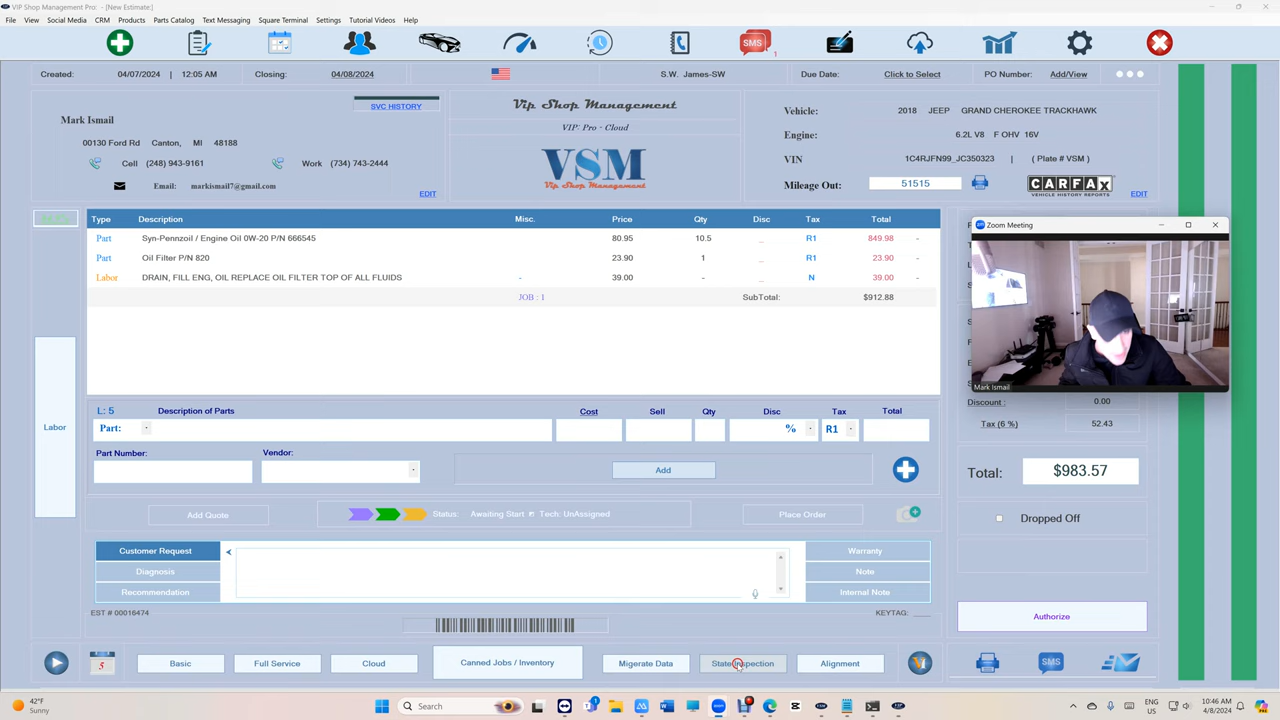 VIP Shop Management Pro: - [New Estimate:]
File View Social Media CRM Products Parts Catalog Text Messaging Square Terminal Settings Tutorial Videos Help
SMS 1
Created: 04/07/2024 | 12:05 AM Closing: 04/08/2024 S.W. James-SW Due Date: Click to Select PO Number: Add/View
SVC HISTORY
Mark Ismail
00130 Ford Rd Canton, MI 48188
Cell (248) 943-9161 Work (734) 743-2444
Email: markismail7@gmail.com
EDIT
Vip Shop Management
VIP: Pro - Cloud
VSM
Vip Shop Management
Vehicle: 2018 JEEP GRAND CHEROKEE TRACKHAWK
Engine: 6.2L V8 F OHV 16V
VIN 1C4RJFN99_JC350323 | ( Plate # VSM )
Mileage Out: 51515 CARFAX
VEHICLE HISTORY REPORTS
EDIT
Type Description Misc. Price Qty Disc Tax Total
Part Syn-Pennzoil / Engine Oil 0W-20 P/N 666545 80.95 10.5 _ R1 849.98 -
Part Oil Filter P/N 820 23.90 1 _ R1 23.90 -
Labor DRAIN, FILL ENG, OIL REPLACE OIL FILTER TOP OF ALL FLUIDS - 39.00 - _ N 39.00 -
JOB : 1 SubTotal: $912.88
Zoom Meeting
Mark Ismail
Labor
L: 5 Description of Parts Cost Sell Qty Disc Tax Total
Part: % R1
Part Number: Vendor:
Add
Discount : 0.00
Tax (6 %) 52.43
Total: $983.57
Dropped Off
Add Quote Status: Awaiting Start Tech: UnAssigned Place Order
Customer Request
Diagnosis
Recommendation
Warranty
Note
Internal Note
EST # 00016474 KEYTAG: ____
Authorize
5 Basic Full Service Cloud Canned Jobs / Inventory Migerate Data State Inspection Alignment V SMS
42°F
Sunny
Search
ENG
US
10:46 AM
4/8/2024